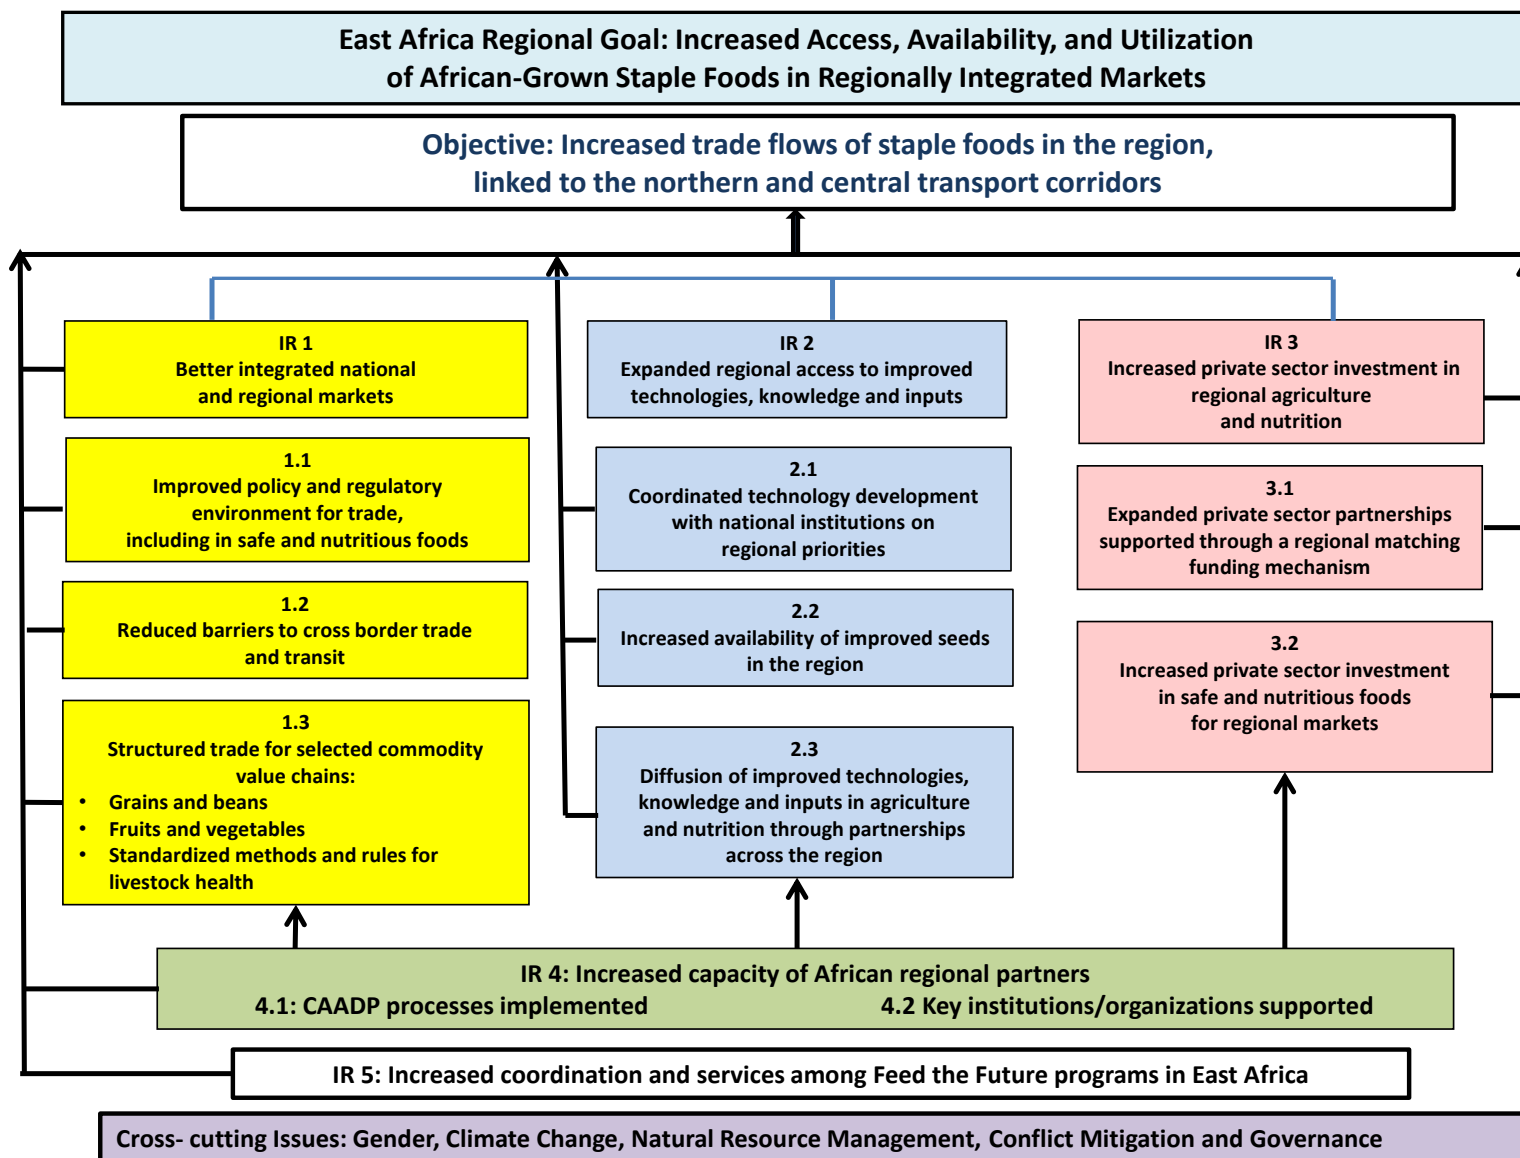 East Africa Regional Goal: Increased Access, Availability, and Utilization
of African-Grown Staple Foods in Regionally Integrated Markets
Objective: Increased trade flows of staple foods in the region,
linked to the northern and central transport corridors
IR 1
Better integrated national
and regional markets
1.1
Improved policy and regulatory
environment for trade,
including in safe and nutritious foods
1.2
Reduced barriers to cross border trade
and transit
1.3
Structured trade for selected commodity
value chains:
• Grains and beans
• Fruits and vegetables
• Standardized methods and rules for
livestock health
IR 2
Expanded regional access to improved
technologies, knowledge and inputs
2.1
Coordinated technology development
with national institutions on
regional priorities
2.2
Increased availability of improved seeds
in the region
2.3
Diffusion of improved technologies,
knowledge and inputs in agriculture
and nutrition through partnerships
across the region
IR 3
Increased private sector investment in
regional agriculture
and nutrition
3.1
Expanded private sector partnerships
supported through a regional matching
funding mechanism
3.2
Increased private sector investment
in safe and nutritious foods
for regional markets
IR 4: Increased capacity of African regional partners
4.1: CAADP processes implemented 4.2 Key institutions/organizations supported
IR 5: Increased coordination and services among Feed the Future programs in East Africa
Cross- cutting Issues: Gender, Climate Change, Natural Resource Management, Conflict Mitigation and Governance